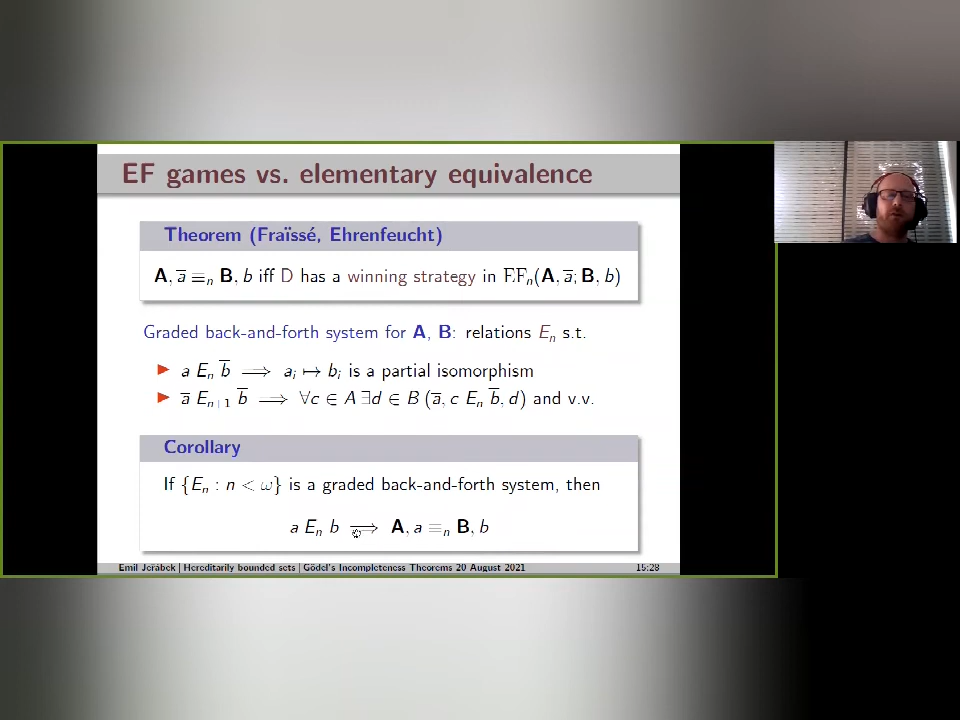 EF games vs. elementary equivalence
Theorem (Fraïssé, Ehrenfeucht)
A, a̅ ≡ₙ B, b iff D has a winning strategy in EFₙ(A, a̅; B, b)
Graded back-and-forth system for A, B: relations Eₙ s.t.
▶ a Eₙ b̅ ⟹ aᵢ ↦ bᵢ is a partial isomorphism
▶ a̅ Eₙ₊₁ b̅ ⟹ ∀c ∈ A ∃d ∈ B (a̅, c Eₙ b̅, d) and v.v.
Corollary
If {Eₙ : n < ω} is a graded back-and-forth system, then
a Eₙ b ⟹ A, a ≡ₙ B, b
Emil Jeřábek | Hereditarily bounded sets | Gödel's Incompleteness Theorems 20 August 2021 15:28